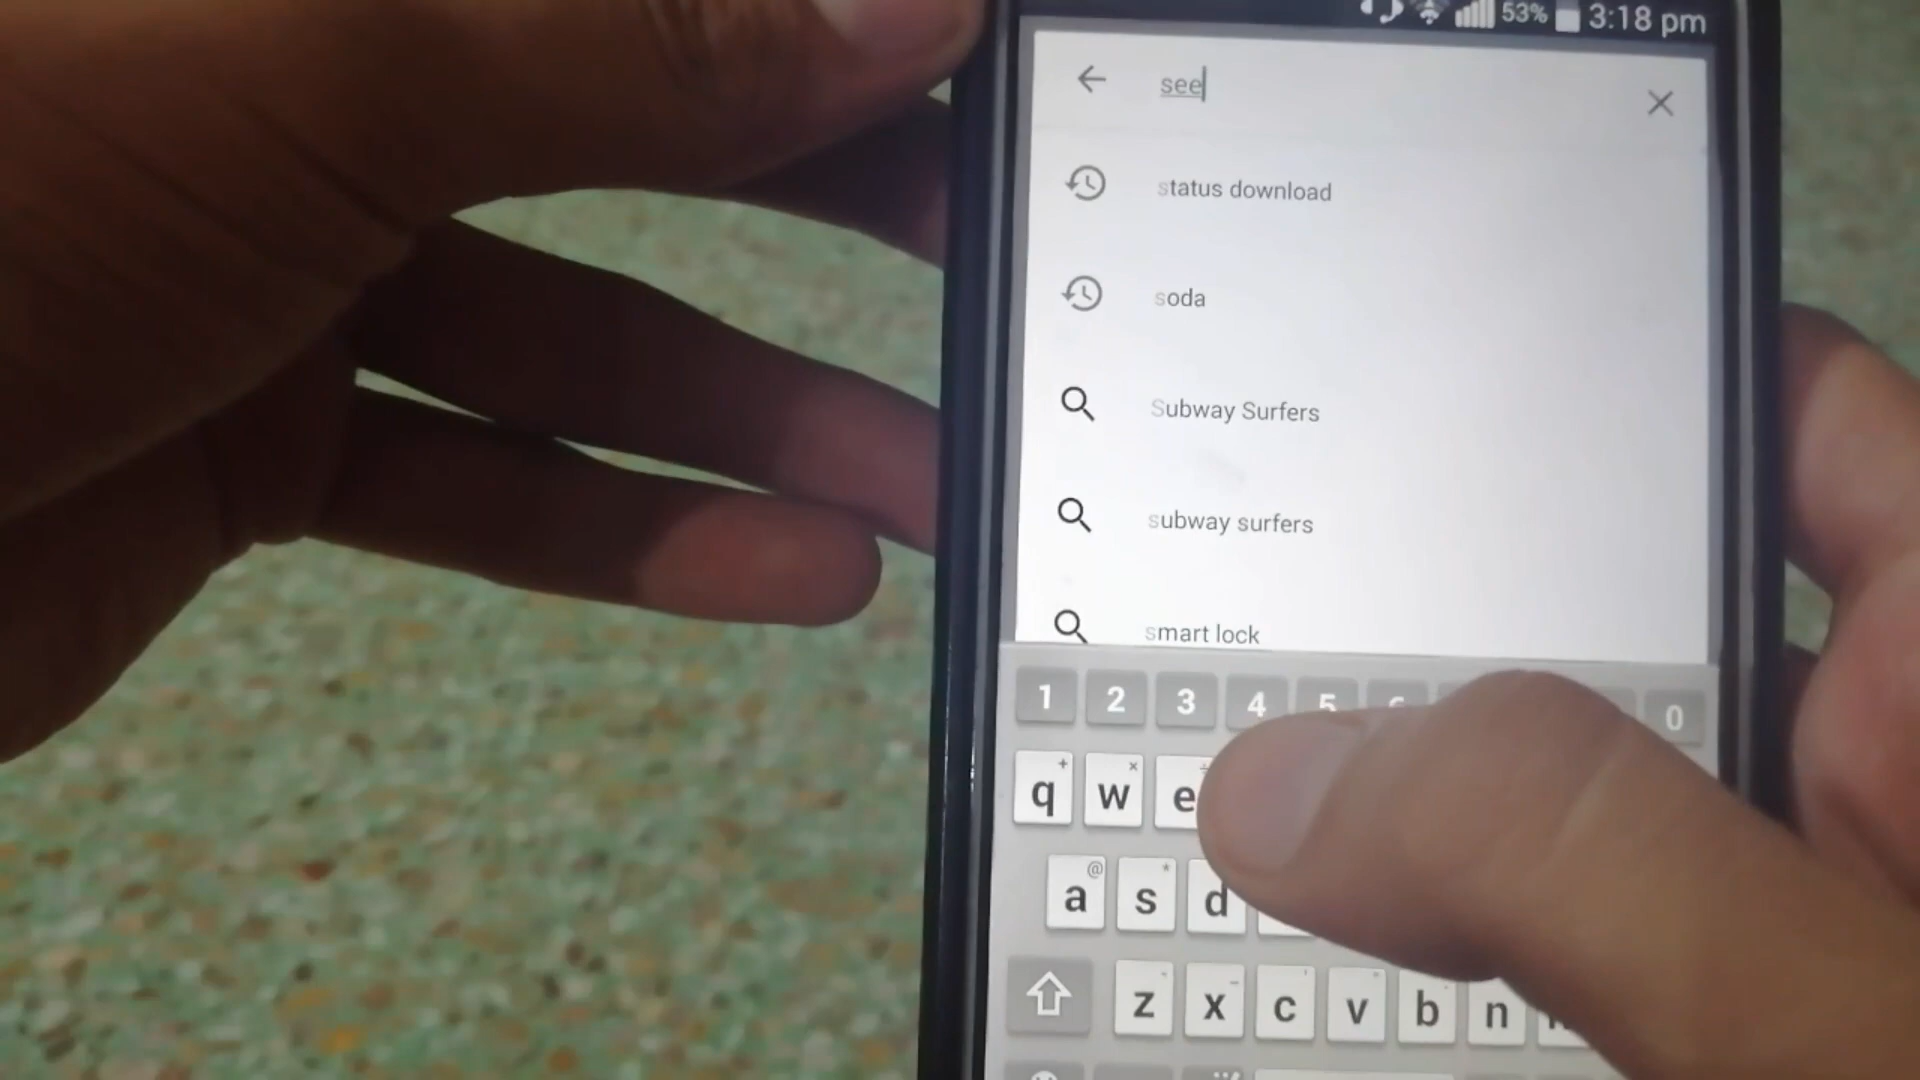 53% 3:18 pm
see
status download
soda
Subway Surfers
subway surfers
smart lock
1 2 3 4 5 0
q w e
a s d
z x c v b n